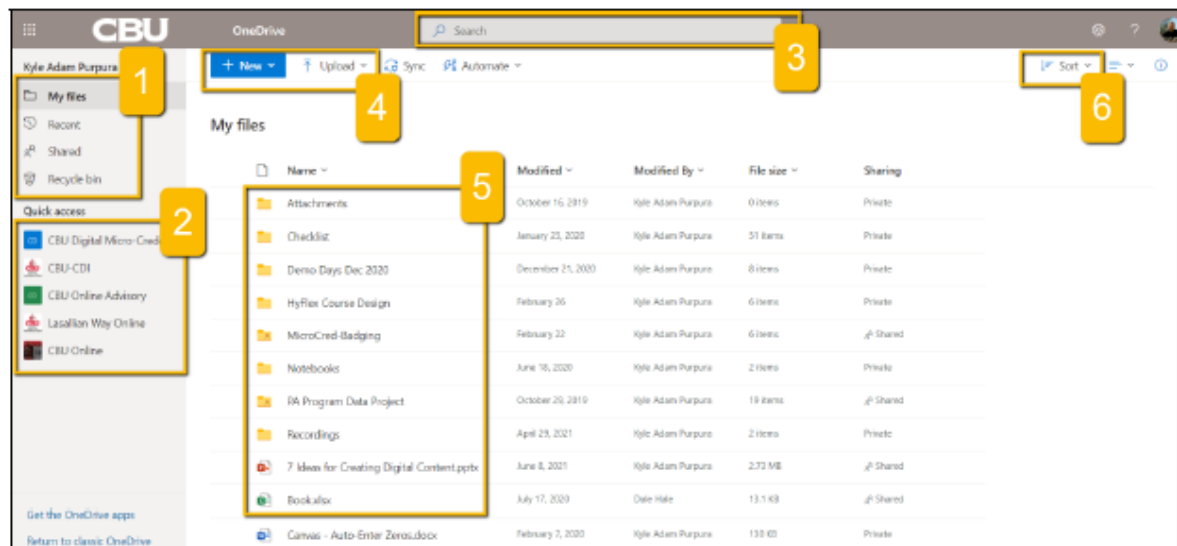 CBU OneDrive Search 3 ?
Kyle Adam Purpura 1
+ New Upload Sync Automate Sort
4 6
My files
Recent
Shared
Recycle bin
Quick access
2
CBU Digital Micro-Cred
CBU-CDI
CBU Online Advisory
Lasallian Way Online
CBU Online
Get the OneDrive apps
Return to classic OneDrive
My files
5
Name Modified Modified By File size Sharing
Attachments October 16, 2019 Kyle Adam Purpura 0 items Private
Checklist January 23, 2020 Kyle Adam Purpura 51 items Private
Demo Days Dec 2020 December 21, 2020 Kyle Adam Purpura 8 items Private
Hyflex Course Design February 26 Kyle Adam Purpura 6 items Private
MicroCred-Badging February 22 Kyle Adam Purpura 6 items Shared
Notebooks June 18, 2020 Kyle Adam Purpura 2 items Private
PA Program Data Project October 29, 2019 Kyle Adam Purpura 19 items Shared
Recordings April 29, 2021 Kyle Adam Purpura 2 items Private
7 Ideas for Creating Digital Content.pptx June 8, 2021 Kyle Adam Purpura 2.72 MB Shared
Book.xlsx July 17, 2020 Dale Hale 13.1 KB Shared
Canvas - Auto-Enter Zeros.docx February 7, 2020 Kyle Adam Purpura KB Private